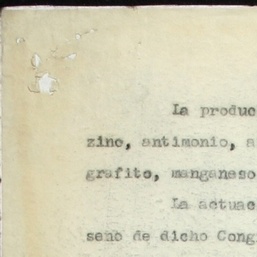 La produc
zinc, antimonio, a
grafito, manganeso
La actuac
seno de dicho Cong